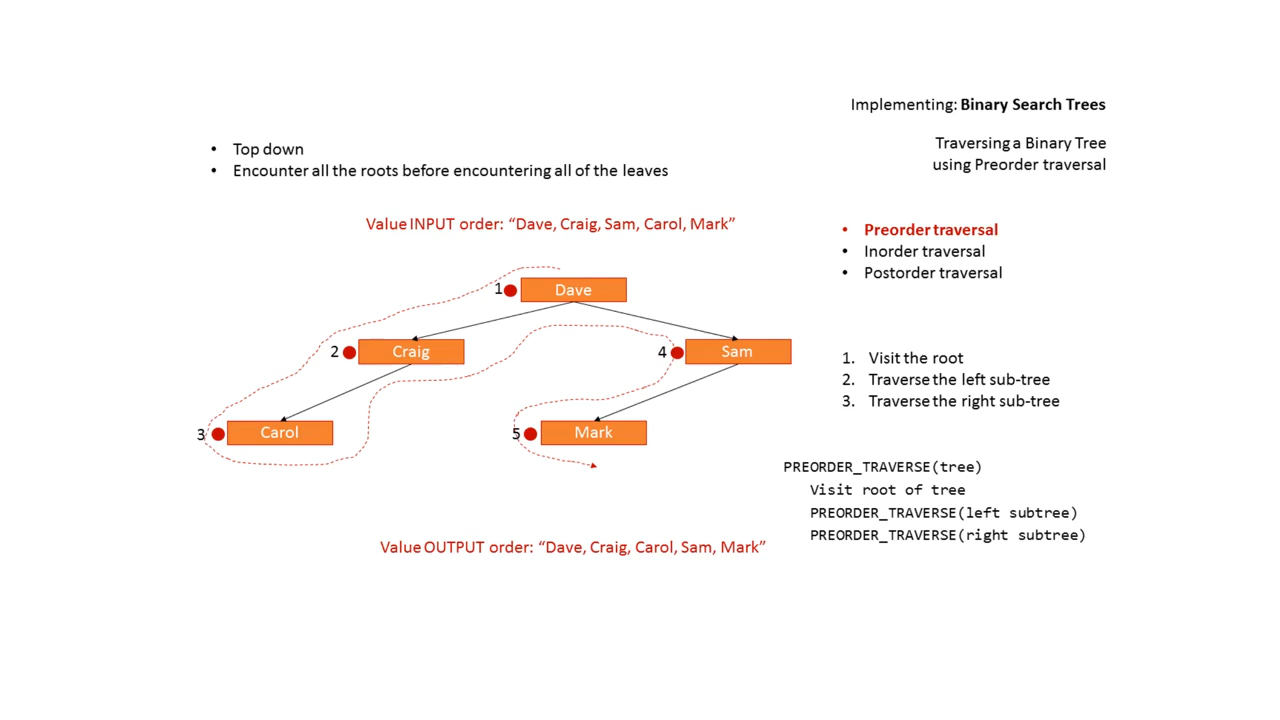 Implementing: Binary Search Trees
Traversing a Binary Tree
using Preorder traversal
• Top down
• Encounter all the roots before encountering all of the leaves
Value INPUT order: “Dave, Craig, Sam, Carol, Mark”
1 Dave
2 Craig
4 Sam
3 Carol
5 Mark
Value OUTPUT order: “Dave, Craig, Carol, Sam, Mark”
• Preorder traversal
• Inorder traversal
• Postorder traversal
1. Visit the root
2. Traverse the left sub-tree
3. Traverse the right sub-tree
PREORDER_TRAVERSE(tree)
Visit root of tree
PREORDER_TRAVERSE(left subtree)
PREORDER_TRAVERSE(right subtree)